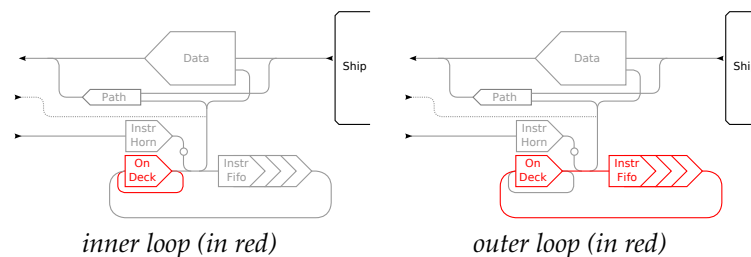 Data
Ship
Path
Instr
Horn
On
Deck
Instr
Fifo
inner loop (in red)
Data
Shi
Path
Instr
Horn
On
Deck
Instr
Fifo
outer loop (in red)